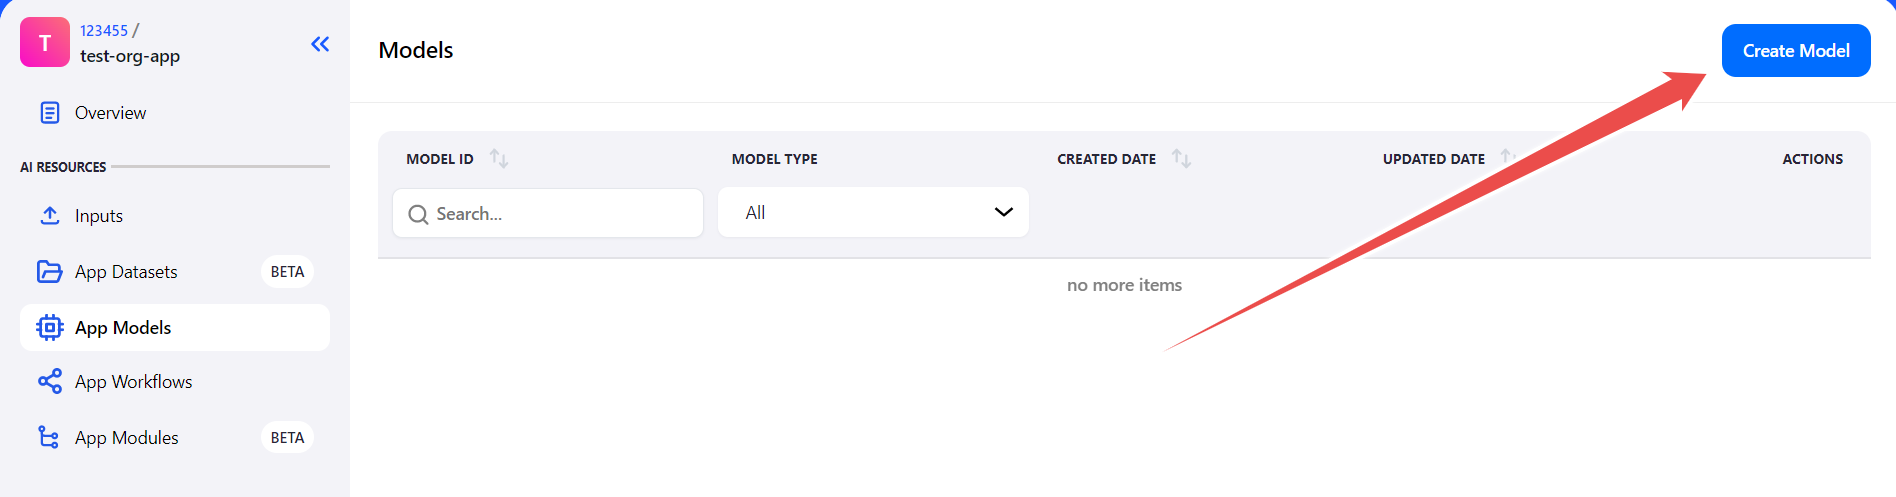 T
123455 /
test-org-app
Overview
AI RESOURCES
Inputs
App Datasets BETA
App Models
App Workflows
App Modules BETA
Models
Create Model
MODEL ID MODEL TYPE CREATED DATE UPDATED DATE ACTIONS
Search... All
no more items